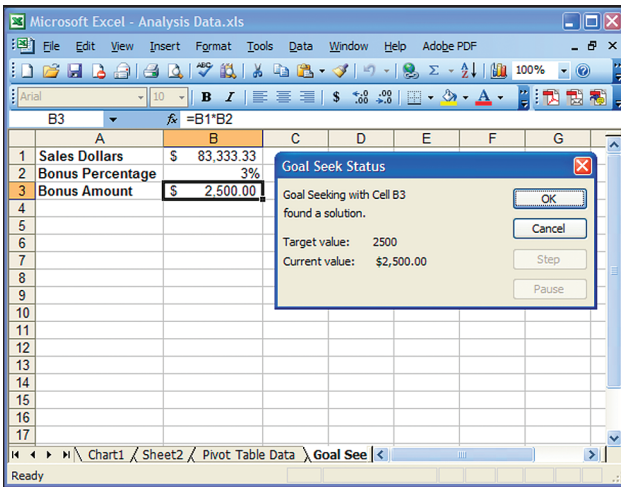 Microsoft Excel - Analysis Data.xls
File Edit View Insert Format Tools Data Window Help Adobe PDF
100%
Arial 10 B I $
B3 fx =B1*B2
A B C D E F G
1 Sales Dollars $ 83,333.33
2 Bonus Percentage 3%
3 Bonus Amount $ 2,500.00
4
5
6
7
8
9
10
11
12
13
14
15
16
17
Goal Seek Status
Goal Seeking with Cell B3
found a solution.
Target value: 2500
Current value: $2,500.00
OK
Cancel
Step
Pause
Chart1 Sheet2 Pivot Table Data Goal See
Ready